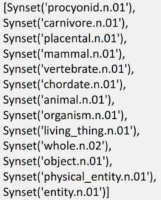 [Synset('procyonid.n.01'),
Synset('carnivore.n.01'),
Synset('placental.n.01'),
Synset('mammal.n.01'),
Synset('vertebrate.n.01'),
Synset('chordate.n.01'),
Synset('animal.n.01'),
Synset('organism.n.01'),
Synset('living_thing.n.01'),
Synset('whole.n.02'),
Synset('object.n.01'),
Synset('physical_entity.n.01'),
Synset('entity.n.01')]